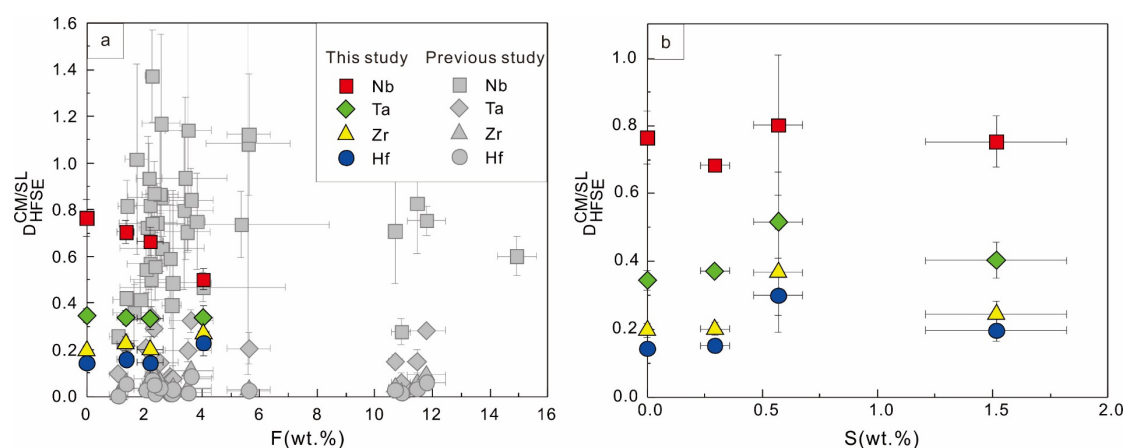 a
This study Previous study
Nb Nb
Ta Ta
Zr Zr
Hf Hf
D CM/SL HFSE
1.6
1.4
1.2
1.0
0.8
0.6
0.4
0.2
0.0
0 2 4 6 8 10 12 14 16
F(wt.%)
b
D CM/SL HFSE
1.0
0.8
0.6
0.4
0.2
0.0
0.0 0.5 1.0 1.5 2.0
S(wt.%)